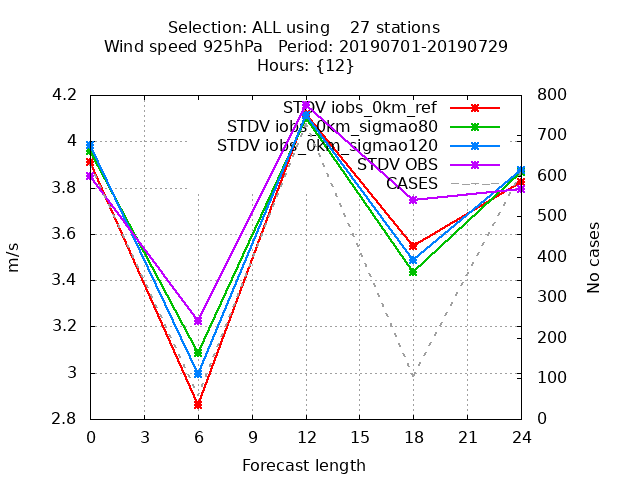 Selection: ALL using    27 stations
Wind speed 925hPa   Period: 20190701-20190729
Hours: {12}
4.2
4
3.8
3.6
3.4
3.2
3
2.8
m/s
800
700
600
500
400
300
200
100
0
No cases
STDV iobs_0km_ref
STDV iobs_0km_sigmao80
STDV iobs_0km_sigmao120
STDV OBS
CASES
0 3 6 9 12 15 18 21 24
Forecast length